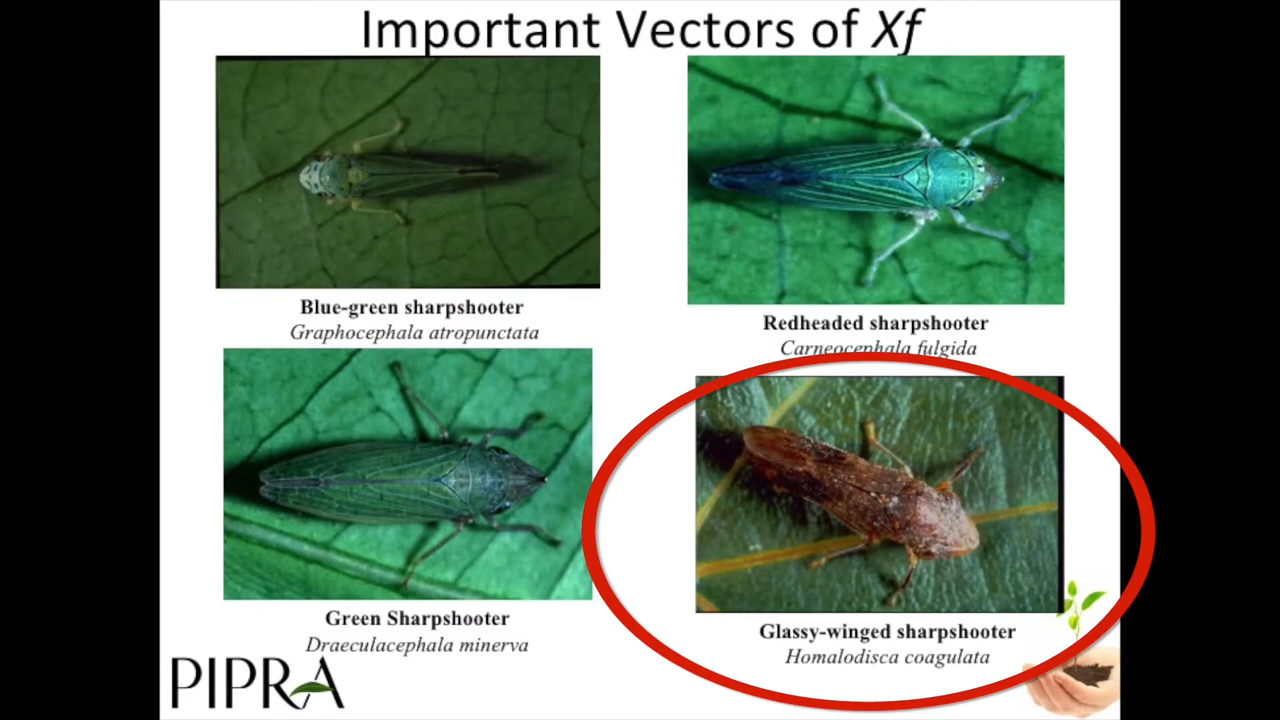 Important Vectors of Xf
Blue-green sharpshooter
Graphocephala atropunctata
Redheaded sharpshooter
Carneocephala fulgida
Green Sharpshooter
Draeculacephala minerva
Glassy-winged sharpshooter
Homalodisca coagulata
PIPRA